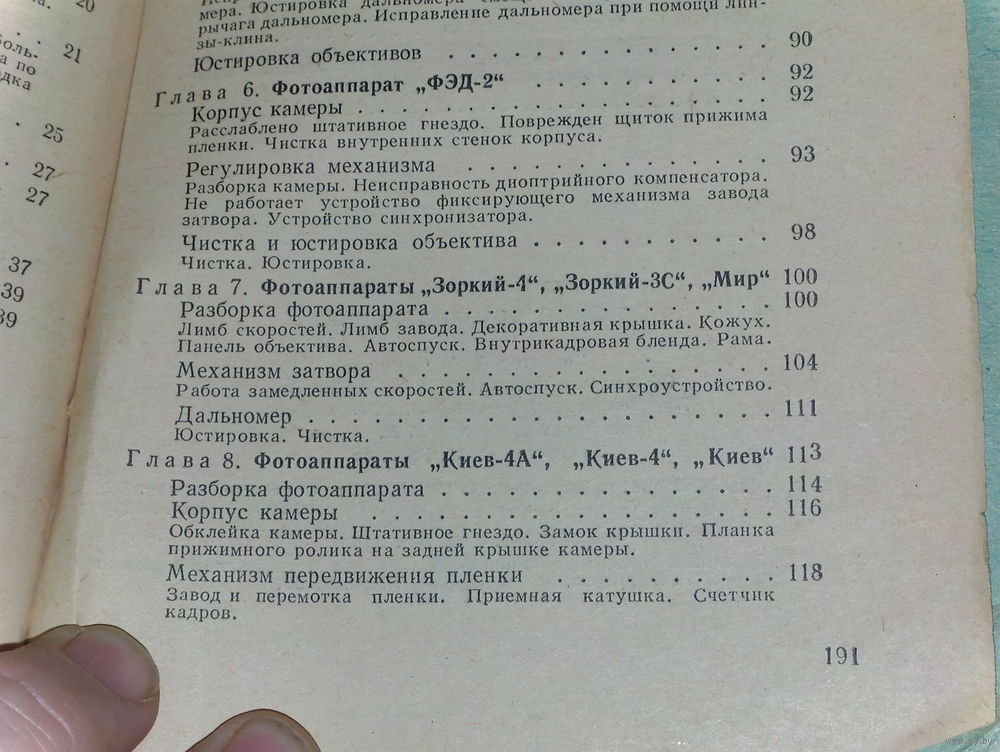 20
21
оль-
а по
дка
25
27
27
37
39
39
мера. Юстировка дальномера
рычага дальномера. Исправление дальномера при помощи лин-
зы-клина.
Юстировка объективов . . . . . . . . . . 90
Глава 6. Фотоаппарат „ФЭД-2“ . . . . . . . . 92
Корпус камеры . . . . . . . . . . . . 92
Расслаблено штативное гнездо. Поврежден щиток прижима
пленки. Чистка внутренних стенок корпуса.
Регулировка механизма . . . . . . . . . 93
Разборка камеры. Неисправность диоптрийного компенсатора.
Не работает устройство фиксирующего механизма завода
затвора. Устройство синхронизатора.
Чистка и юстировка объектива . . . . . . . 98
Чистка. Юстировка.
Глава 7. Фотоаппараты „Зоркий-4“, „Зоркий-3С“, „Мир“ 100
Разборка фотоаппарата . . . . . . . . . . 100
Лимб скоростей. Лимб завода. Декоративная крышка. Кожух.
Панель объектива. Автоспуск. Внутрикадровая бленда. Рама.
Механизм затвора . . . . . . . . . . . 104
Работа замедленных скоростей. Автоспуск. Синхроустройство.
Дальномер . . . . . . . . . . . . . . 111
Юстировка. Чистка.
Глава 8. Фотоаппараты „Киев-4А“, „Киев-4“, „Киев“ 113
Разборка фотоаппарата . . . . . . . . . . 114
Корпус камеры . . . . . . . . . . . . 116
Обклейка камеры. Штативное гнездо. Замок крышки. Планка
прижимного ролика на задней крышке камеры.
Механизм передвижения пленки . . . . . . . 118
Завод и перемотка пленки. Приемная катушка. Счетчик
кадров.
191